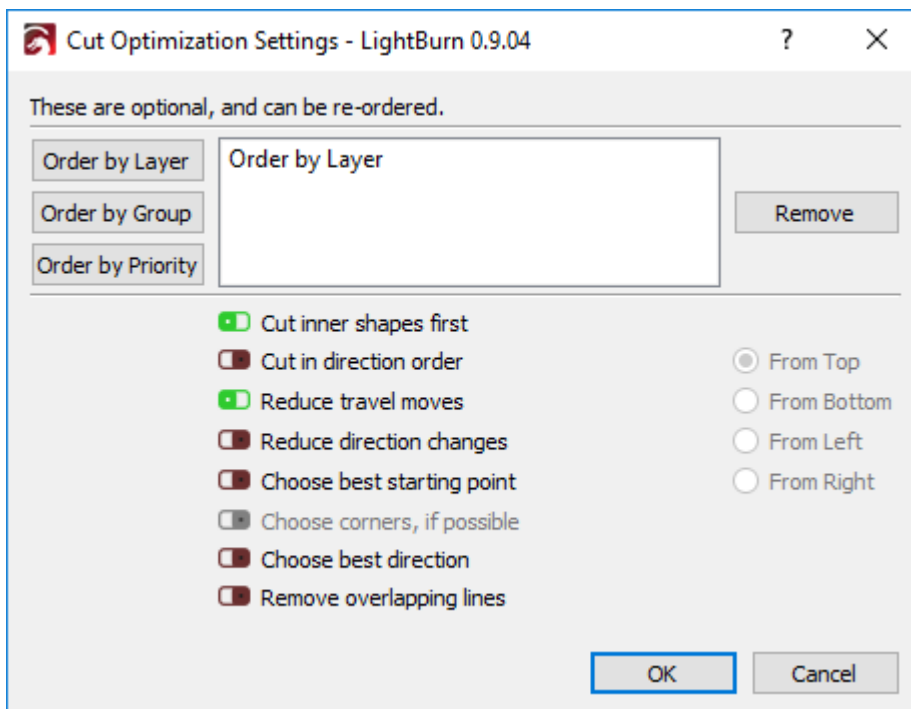 Cut Optimization Settings - LightBurn 0.9.04
?
These are optional, and can be re-ordered.
Order by Layer
Order by Layer
Order by Group
Remove
Order by Priority
Cut inner shapes first
Cut in direction order
From Top
Reduce travel moves
From Bottom
Reduce direction changes
From Left
Choose best starting point
From Right
Choose corners, if possible
Choose best direction
Remove overlapping lines
OK
Cancel